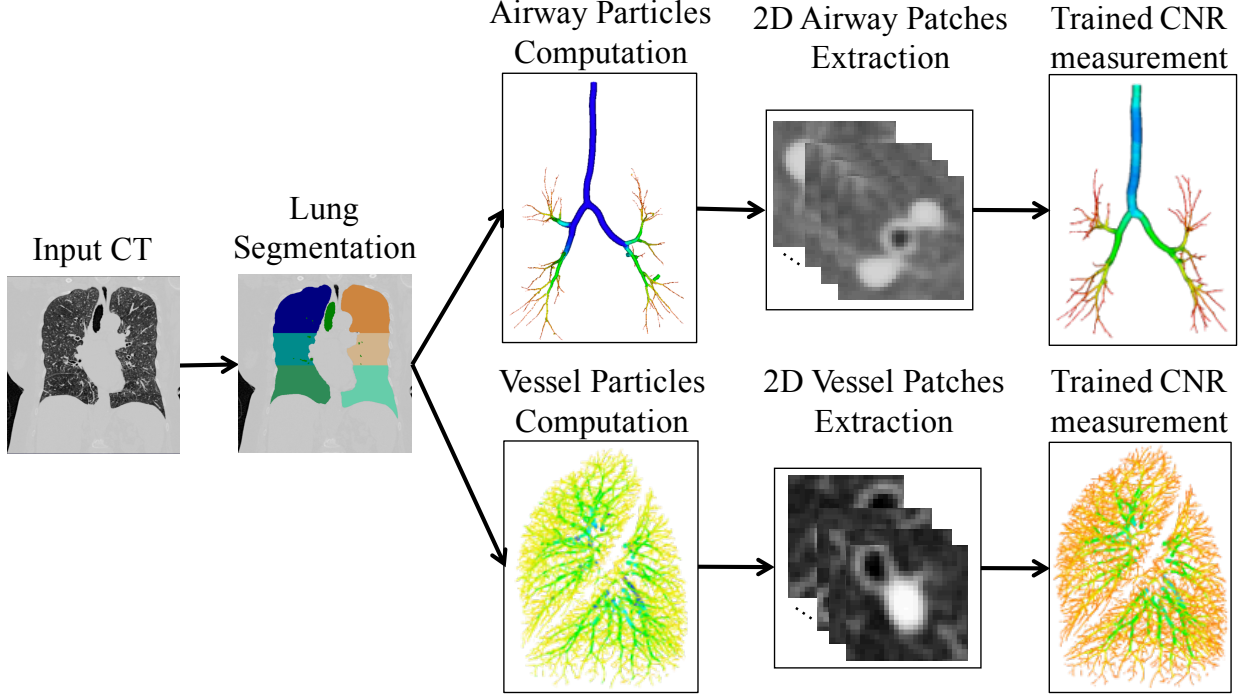 Input CT
Lung
Segmentation
Airway Particles
Computation
2D Airway Patches
Extraction
Trained CNR
measurement
Vessel Particles
Computation
2D Vessel Patches
Extraction
Trained CNR
measurement